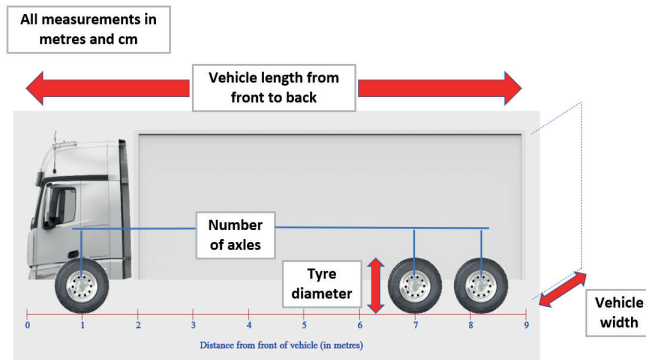 All measurements in
metres and cm
Vehicle length from
front to back
Number
of axles
Tyre
diameter
Vehicle
width
0 1 2 3 4 5 6 7 8 9
Distance from front of vehicle (in metres)